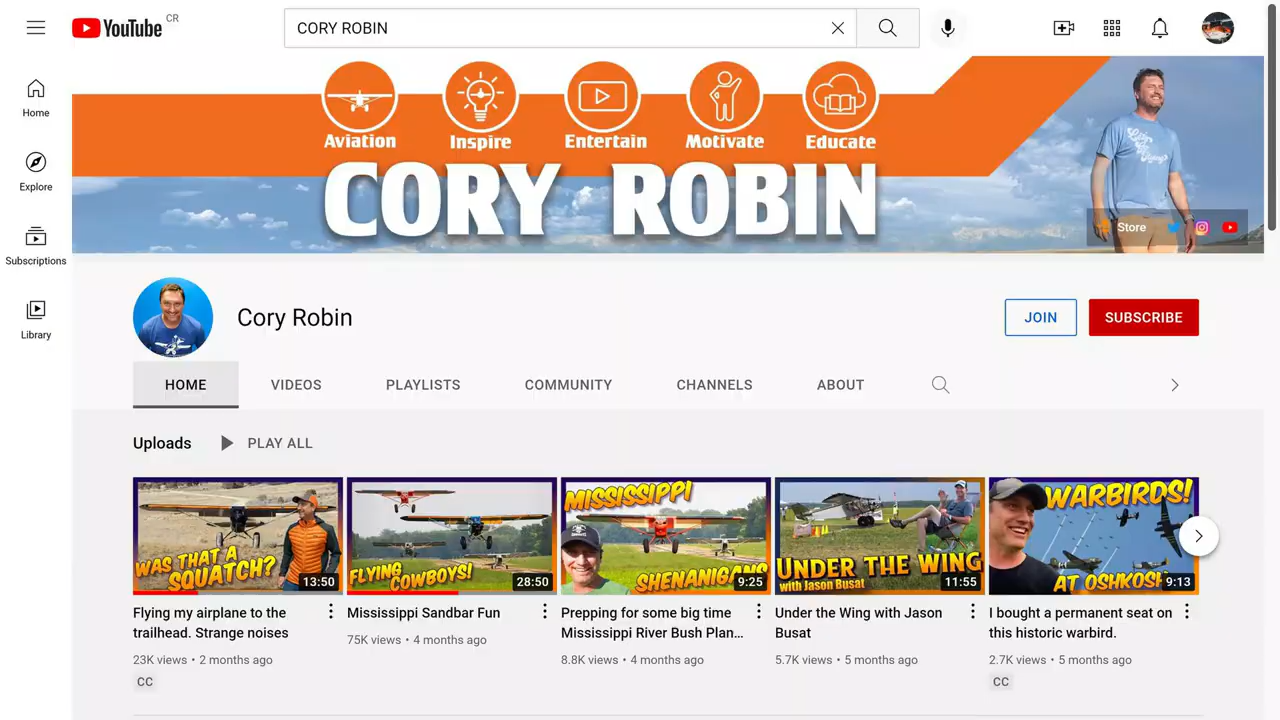 YouTube CR
CORY ROBIN
Home
Explore
Subscriptions
Library
Aviation Inspire Entertain Motivate Educate
CORY ROBIN
Store
Cory Robin
JOIN SUBSCRIBE
HOME VIDEOS PLAYLISTS COMMUNITY CHANNELS ABOUT
Uploads PLAY ALL
WAS THAT A
SQUATCH?
13:50
Flying my airplane to the
trailhead. Strange noises
23K views • 2 months ago
CC
FLYING
COWBOYS!
28:50
Mississippi Sandbar Fun
75K views • 4 months ago
MISSISSIPPI
SHENANIGANS
9:25
Prepping for some big time
Mississippi River Bush Plan...
8.8K views • 4 months ago
UNDER THE WING
with Jason Busat
11:55
Under the Wing with Jason
Busat
5.7K views • 5 months ago
WARBIRDS!
AT OSHKOSH
9:13
I bought a permanent seat on
this historic warbird.
2.7K views • 5 months ago
CC